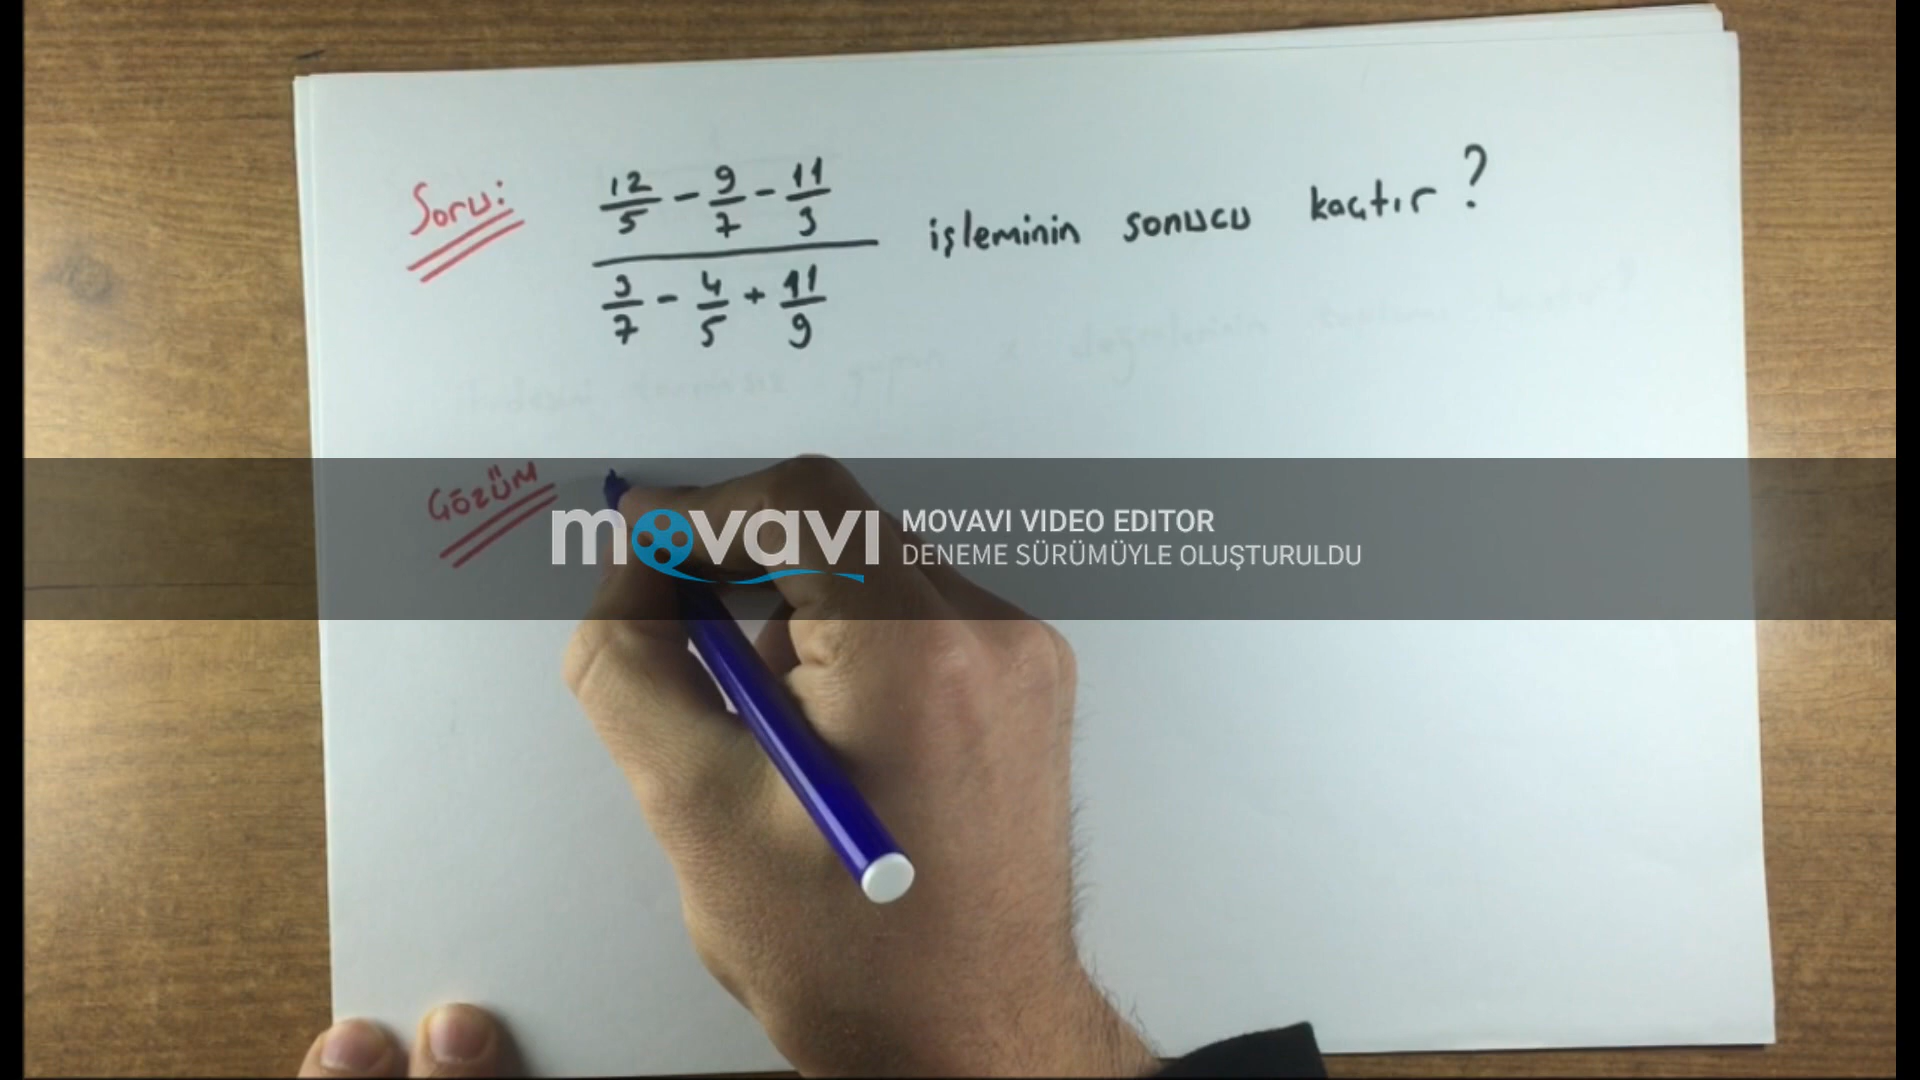 Soru: 12/5 - 9/7 - 11/3 işleminin sonucu kaçtır ?
3/7 - 4/5 + 11/9
Çözüm
movavi MOVAVI VIDEO EDITOR
DENEME SÜRÜMÜYLE OLUŞTURULDU